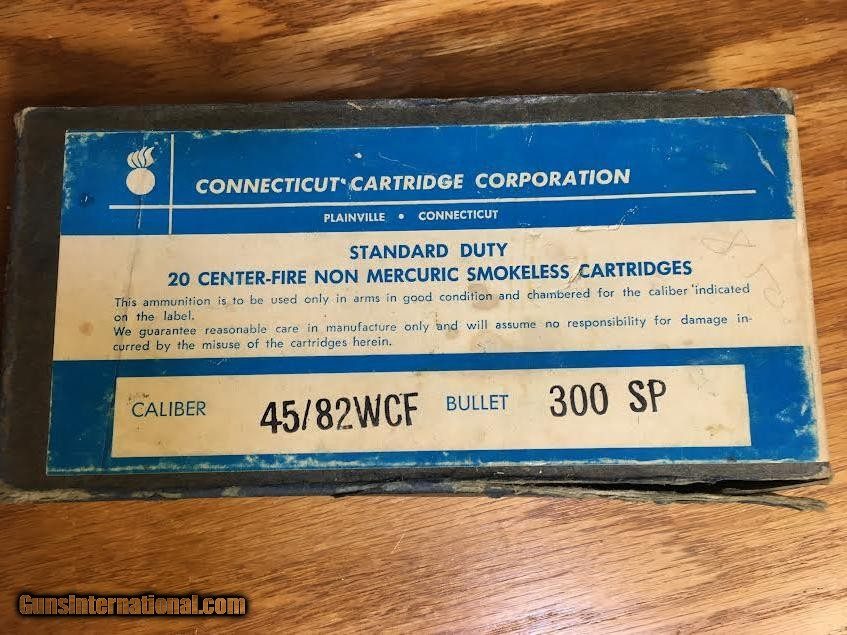 CONNECTICUT CARTRIDGE CORPORATION
PLAINVILLE • CONNECTICUT
STANDARD DUTY
20 CENTER-FIRE NON MERCURIC SMOKELESS CARTRIDGES
This ammunition is to be used only in arms in good condition and chambered for the caliber indicated
on the label.
We guarantee reasonable care in manufacture only and will assume no responsibility for damage in-
curred by the misuse of the cartridges herein.
CALIBER 45/82WCF BULLET 300 SP
GunsInternational.com